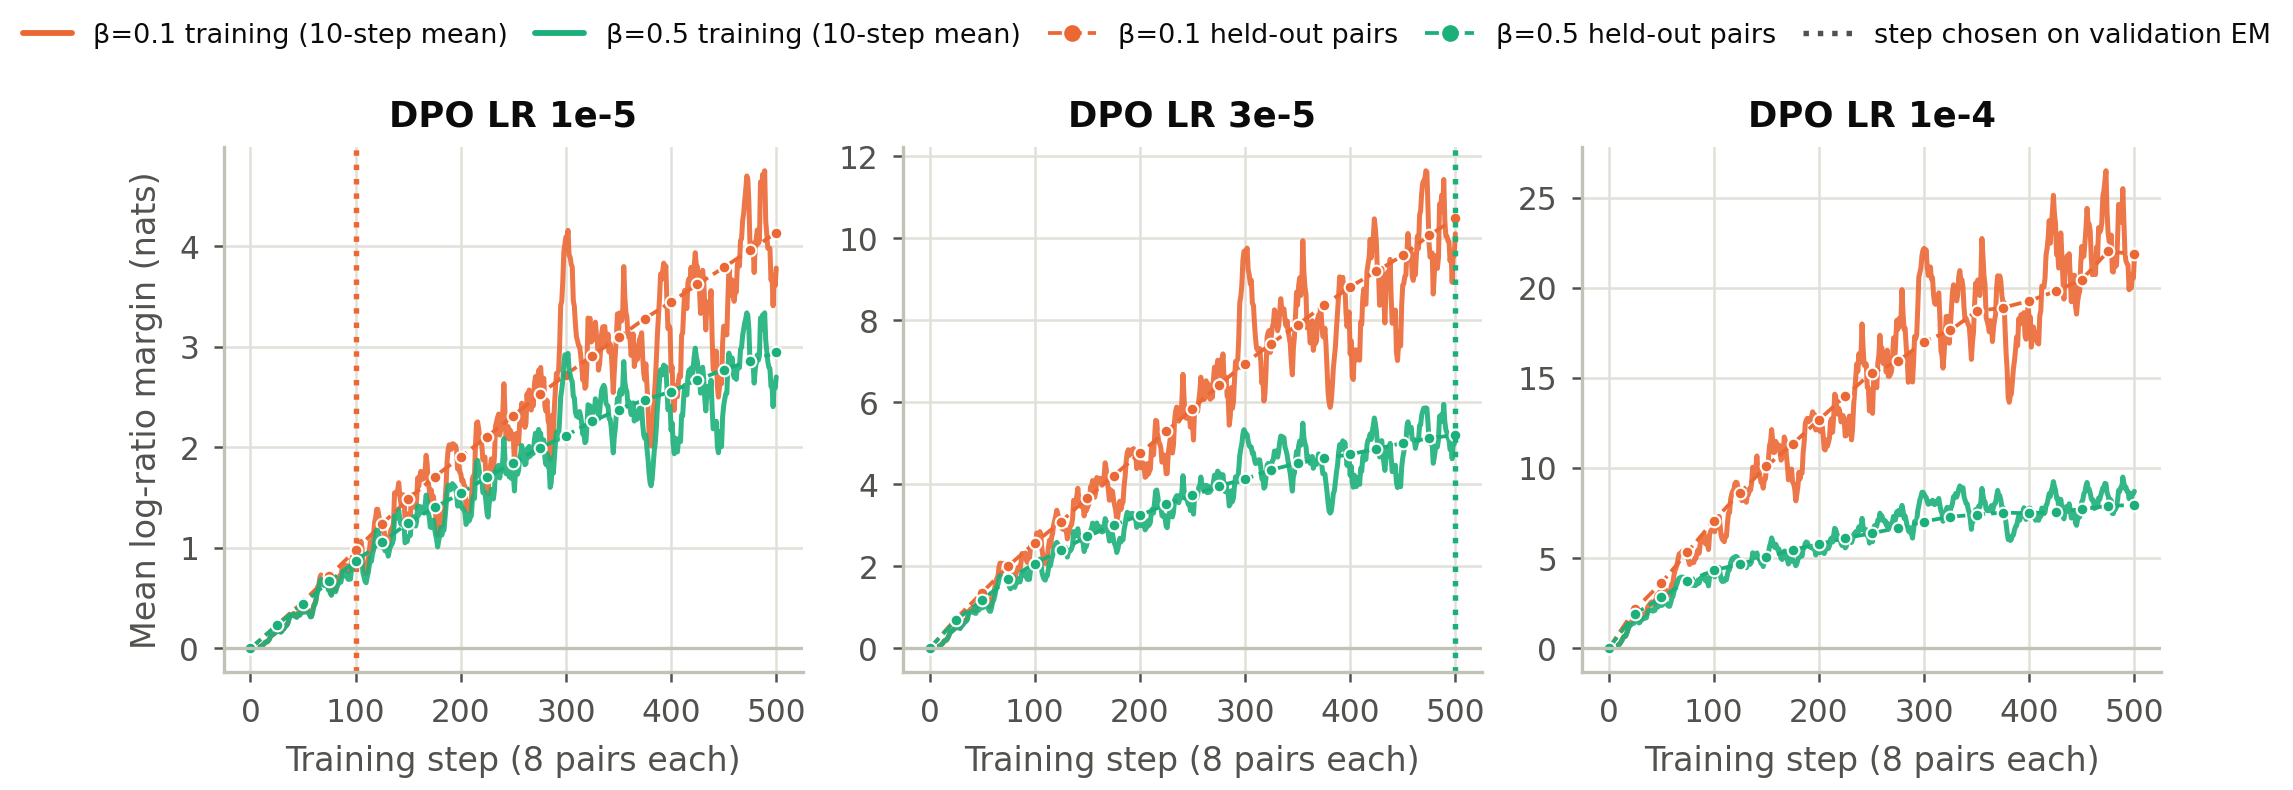 β=0.1 training (10-step mean) β=0.5 training (10-step mean) β=0.1 held-out pairs β=0.5 held-out pairs step chosen on validation EM
DPO LR 1e-5
Mean log-ratio margin (nats)
4
3
2
1
0
0 100 200 300 400 500
Training step (8 pairs each)
DPO LR 3e-5
12
10
8
6
4
2
0
0 100 200 300 400 500
Training step (8 pairs each)
DPO LR 1e-4
25
20
15
10
5
0
0 100 200 300 400 500
Training step (8 pairs each)